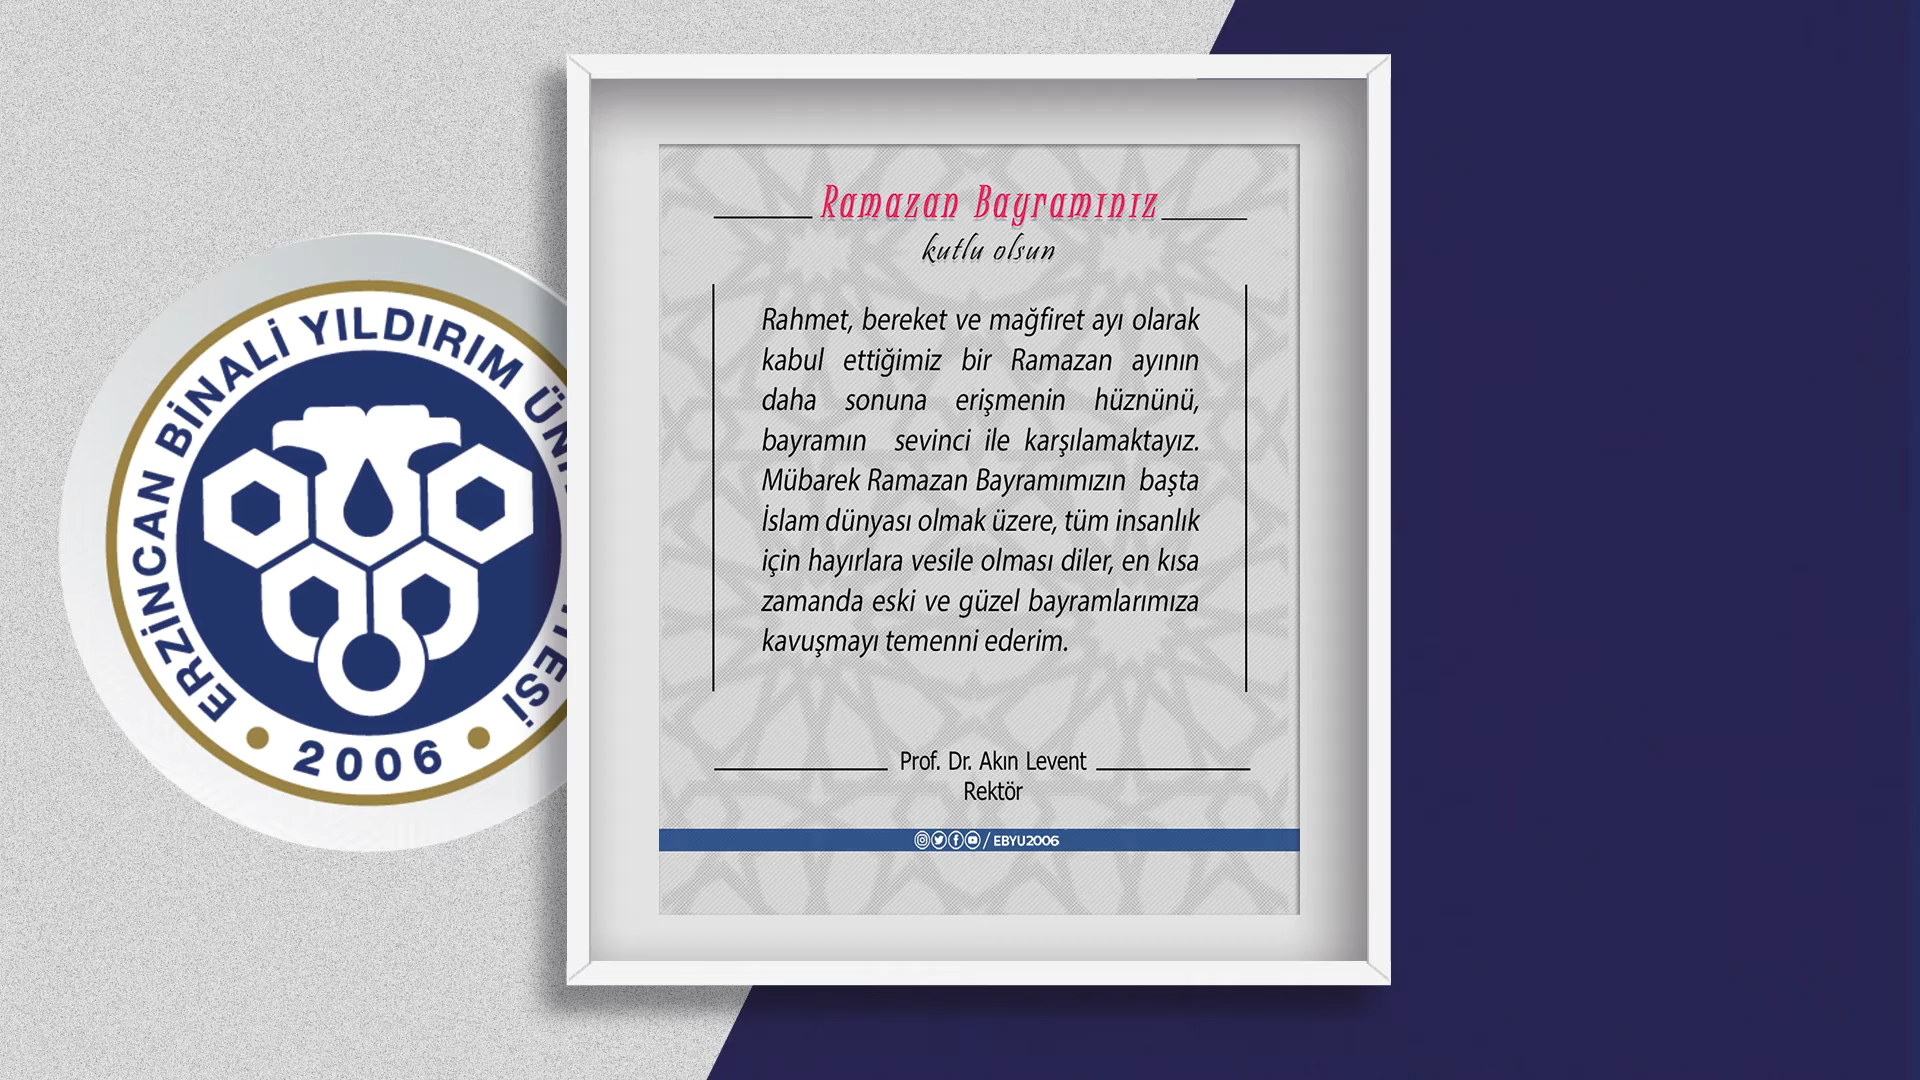 ERZİNCAN BİNALİ YILDIRIM
2006
Ramazan Bayramınız
kutlu olsun
Rahmet, bereket ve mağfiret ayı olarak
kabul ettiğimiz bir Ramazan ayının
daha sonuna erişmenin hüznünü,
bayramın sevinci ile karşılamaktayız.
Mübarek Ramazan Bayramımızın başta
İslam dünyası olmak üzere, tüm insanlık
için hayırlara vesile olması diler, en kısa
zamanda eski ve güzel bayramlarımıza
kavuşmayı temenni ederim.
Prof. Dr. Akın Levent
Rektör
/ EBYU2006